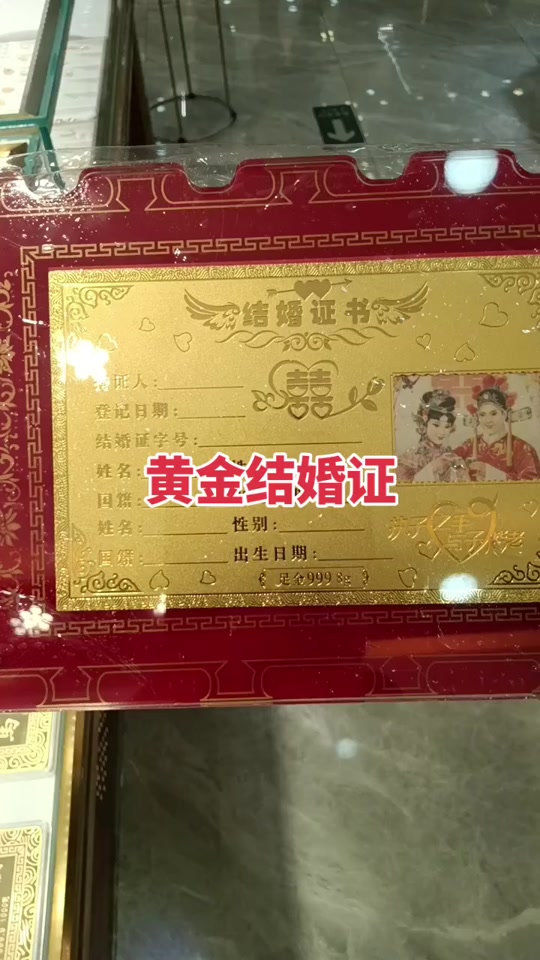 结婚证书
持证人：
登记日期：
结婚证字号：
姓名：
黄金结婚证
国籍：
姓名：
性别：
国籍：
出生日期：
足金999 8g